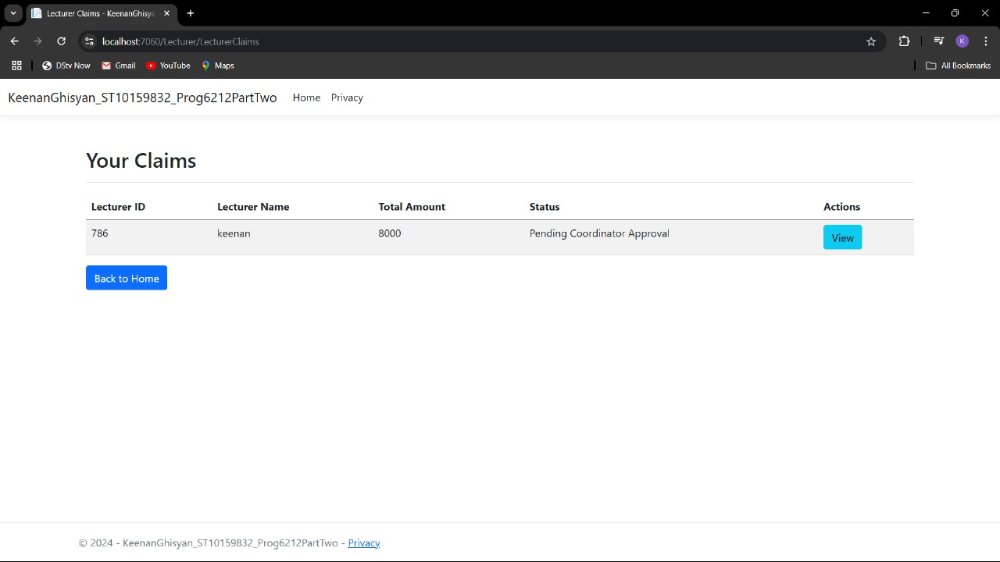 Lecturer Claims - KeenanGhisya
localhost:7060/Lecturer/LecturerClaims
K
DStv Now Gmail YouTube Maps All Bookmarks
KeenanGhisyan_ST10159832_Prog6212PartTwo Home Privacy
Your Claims
Lecturer ID Lecturer Name Total Amount Status Actions
786 keenan 8000 Pending Coordinator Approval View
Back to Home
© 2024 - KeenanGhisyan_ST10159832_Prog6212PartTwo - Privacy